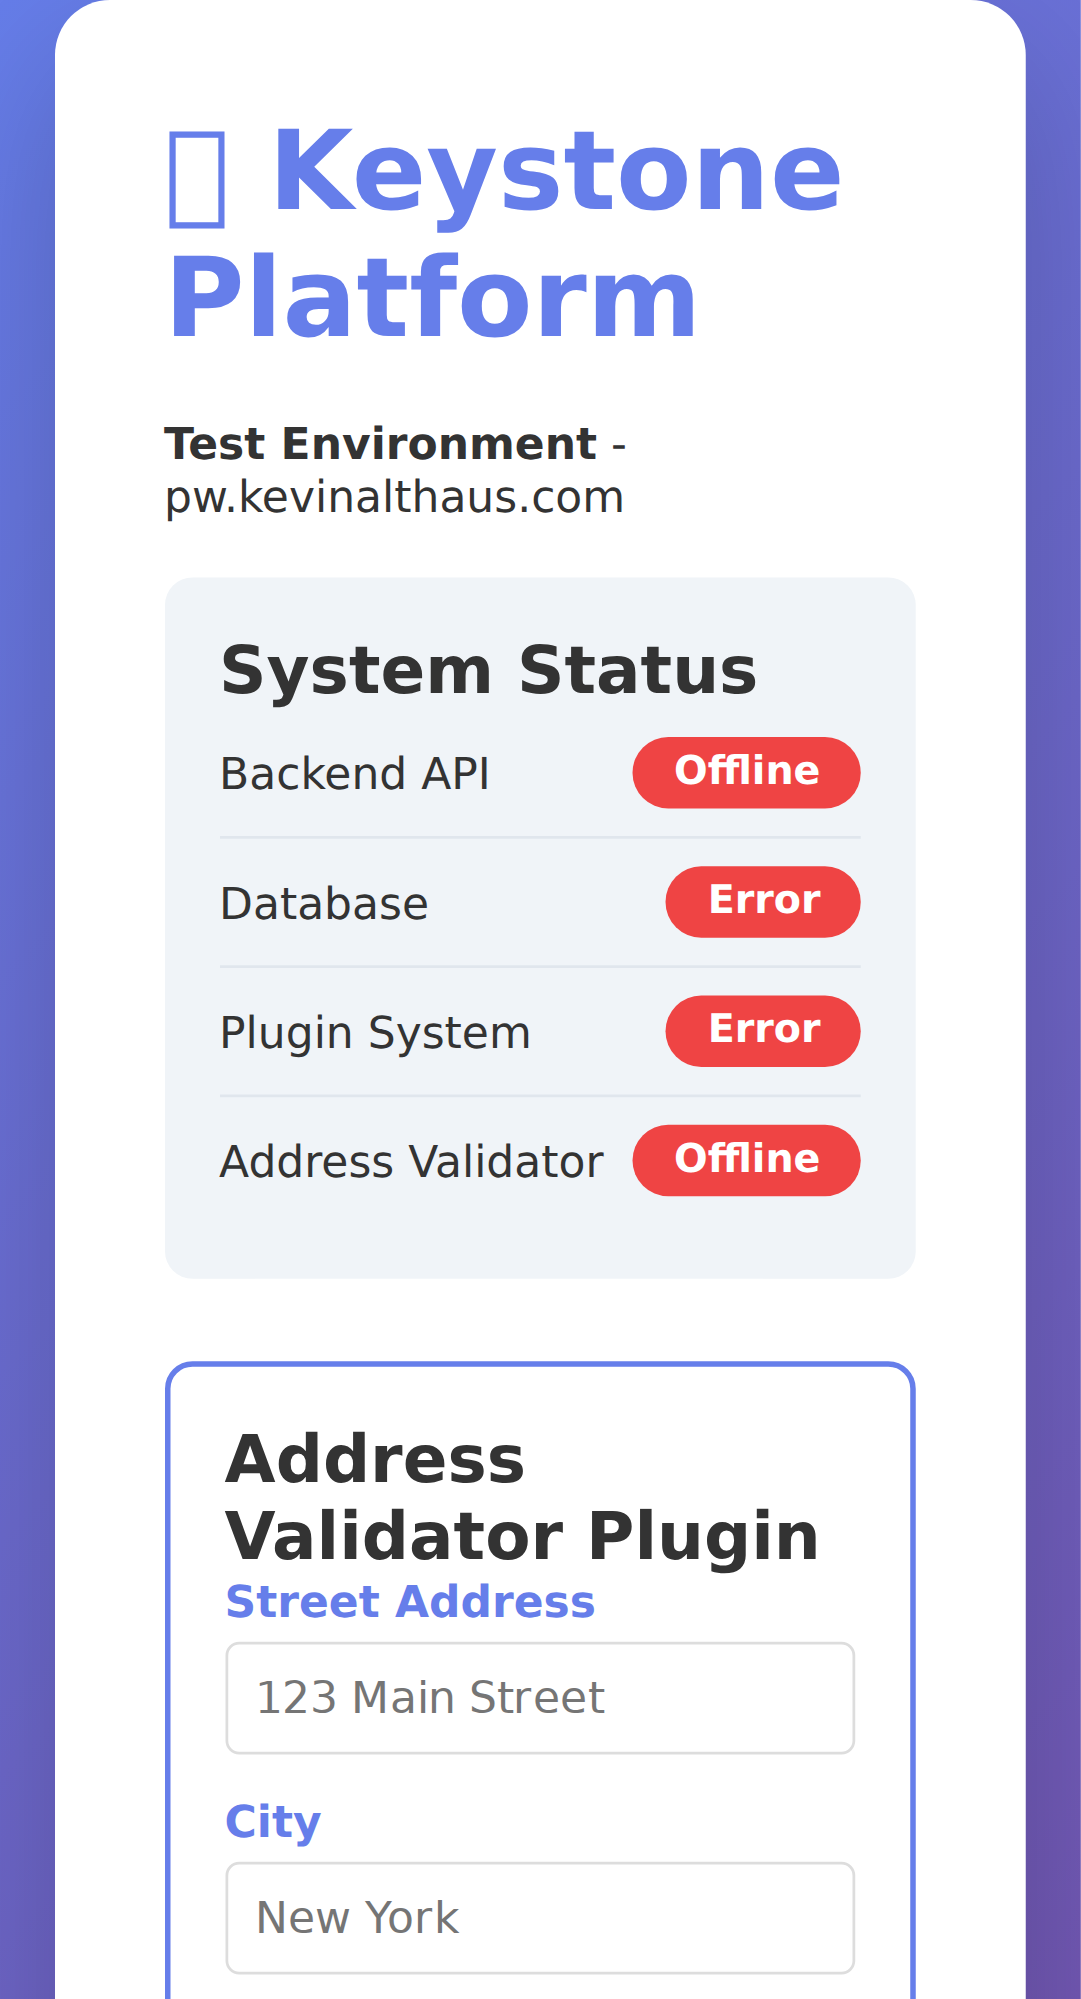 Keystone
Platform
Test Environment -
pw.kevinalthaus.com
System Status
Backend API Offline
Database Error
Plugin System Error
Address Validator Offline
Address
Validator Plugin
Street Address
123 Main Street
City
New York